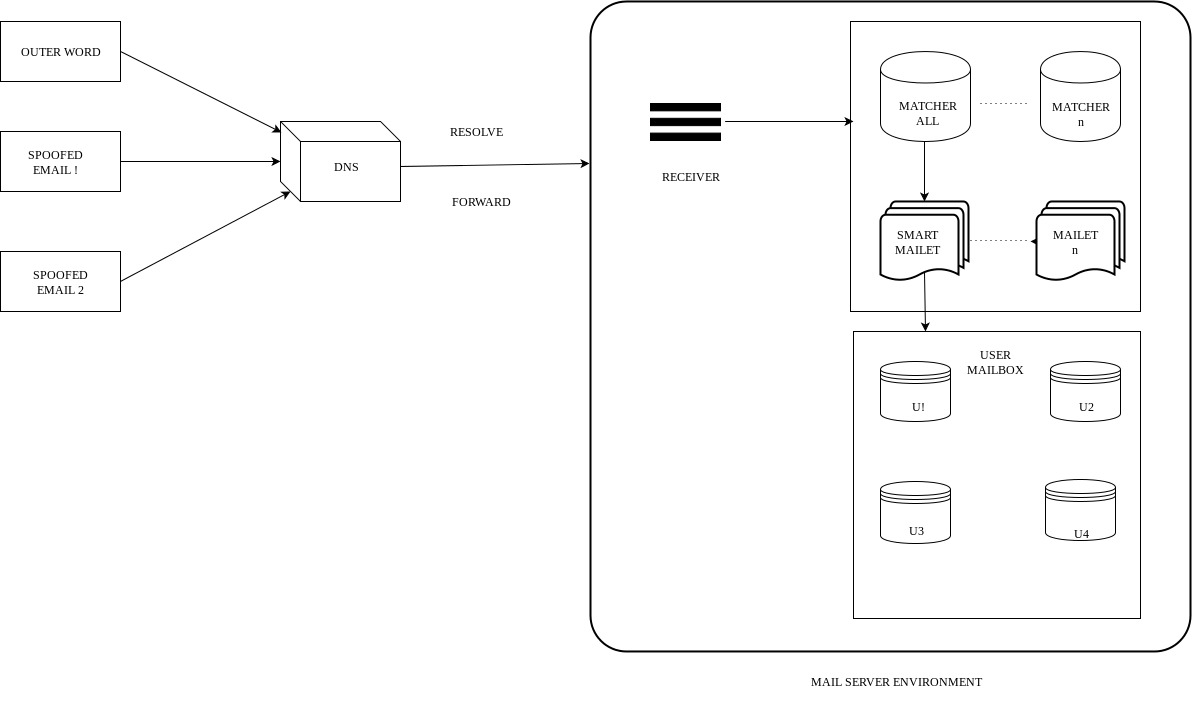 OUTER WORD
SPOOFED
EMAIL !
SPOOFED
EMAIL 2
DNS
RESOLVE
FORWARD
RECEIVER
MATCHER
ALL
MATCHER
n
SMART
MAILET
MAILET
n
USER
MAILBOX
U!
U2
U3
U4
MAIL SERVER ENVIRONMENT